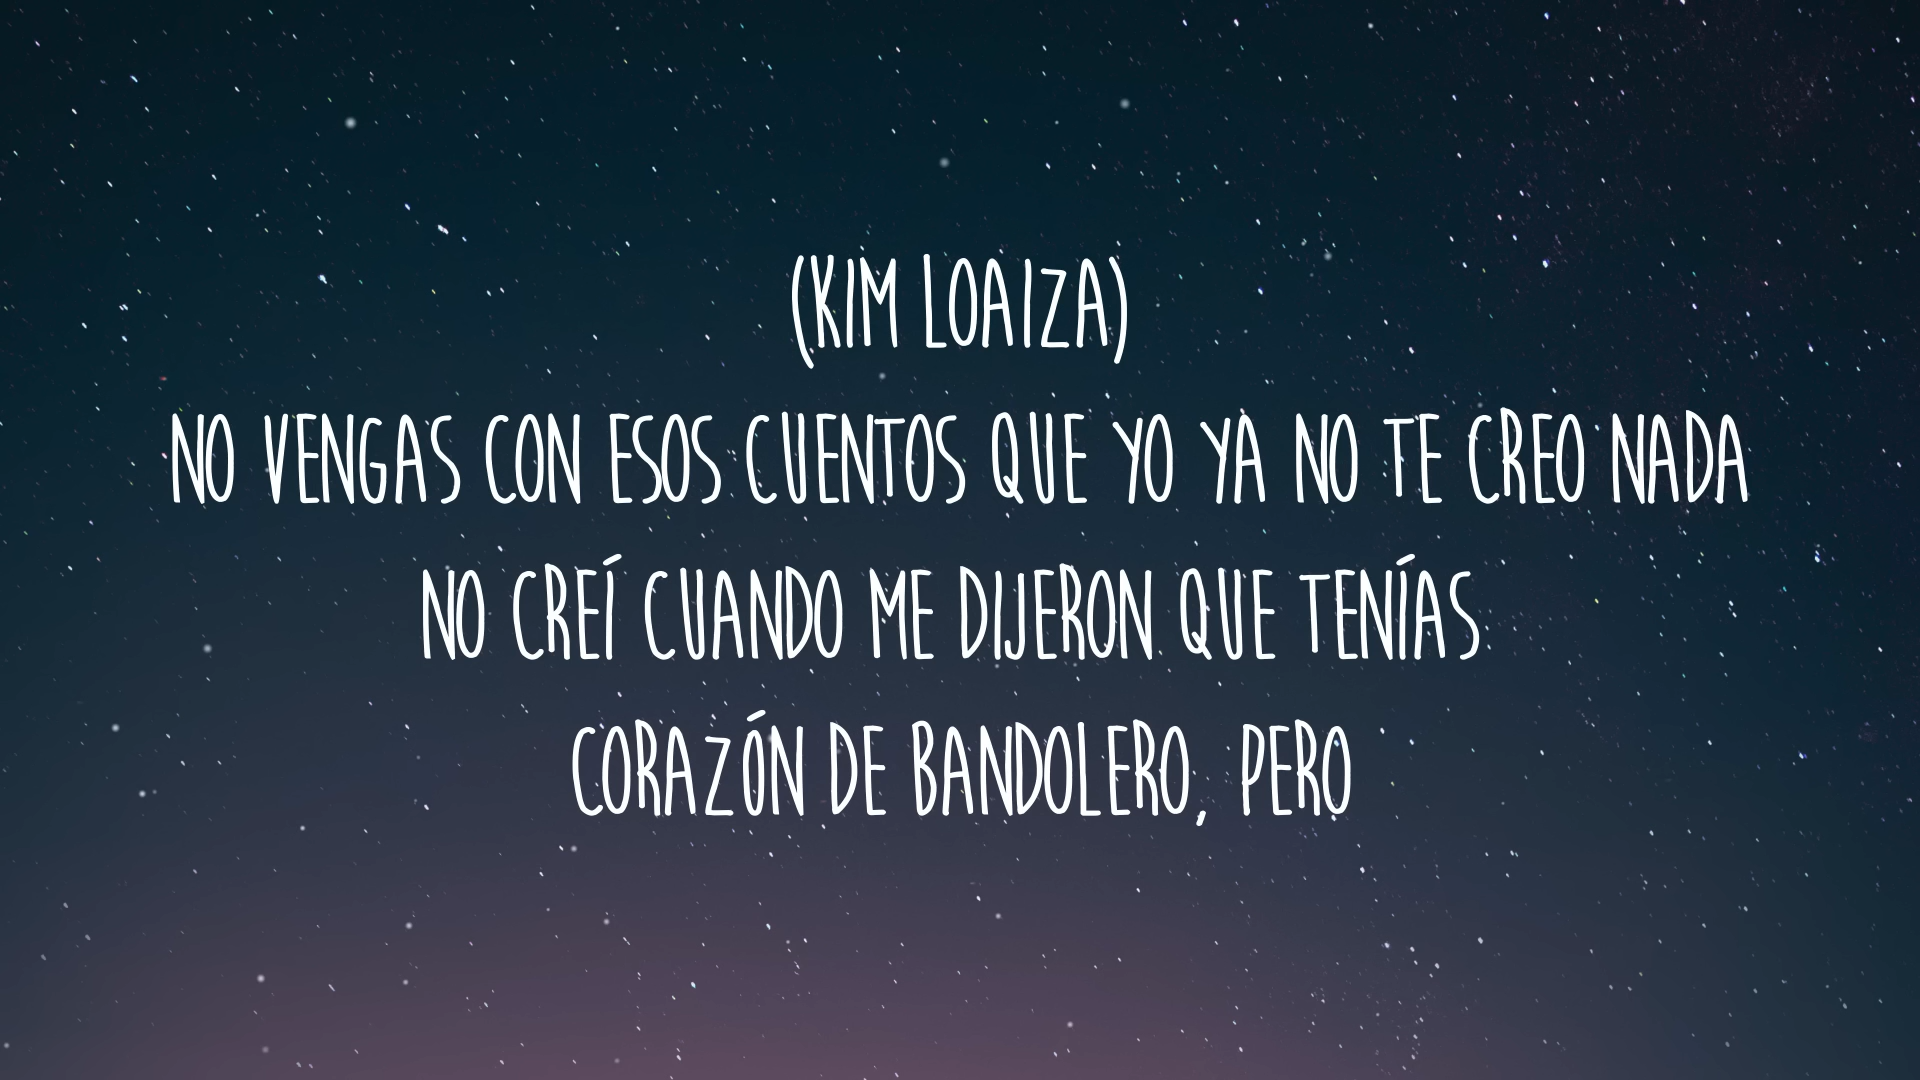 (KIM LOAIZA)
NO VENGAS CON ESOS CUENTOS QUE YO YA NO TE CREO NADA
NO CREÍ CUANDO ME DIJERON QUE TENÍAS
CORAZÓN DE BANDOLERO, PERO